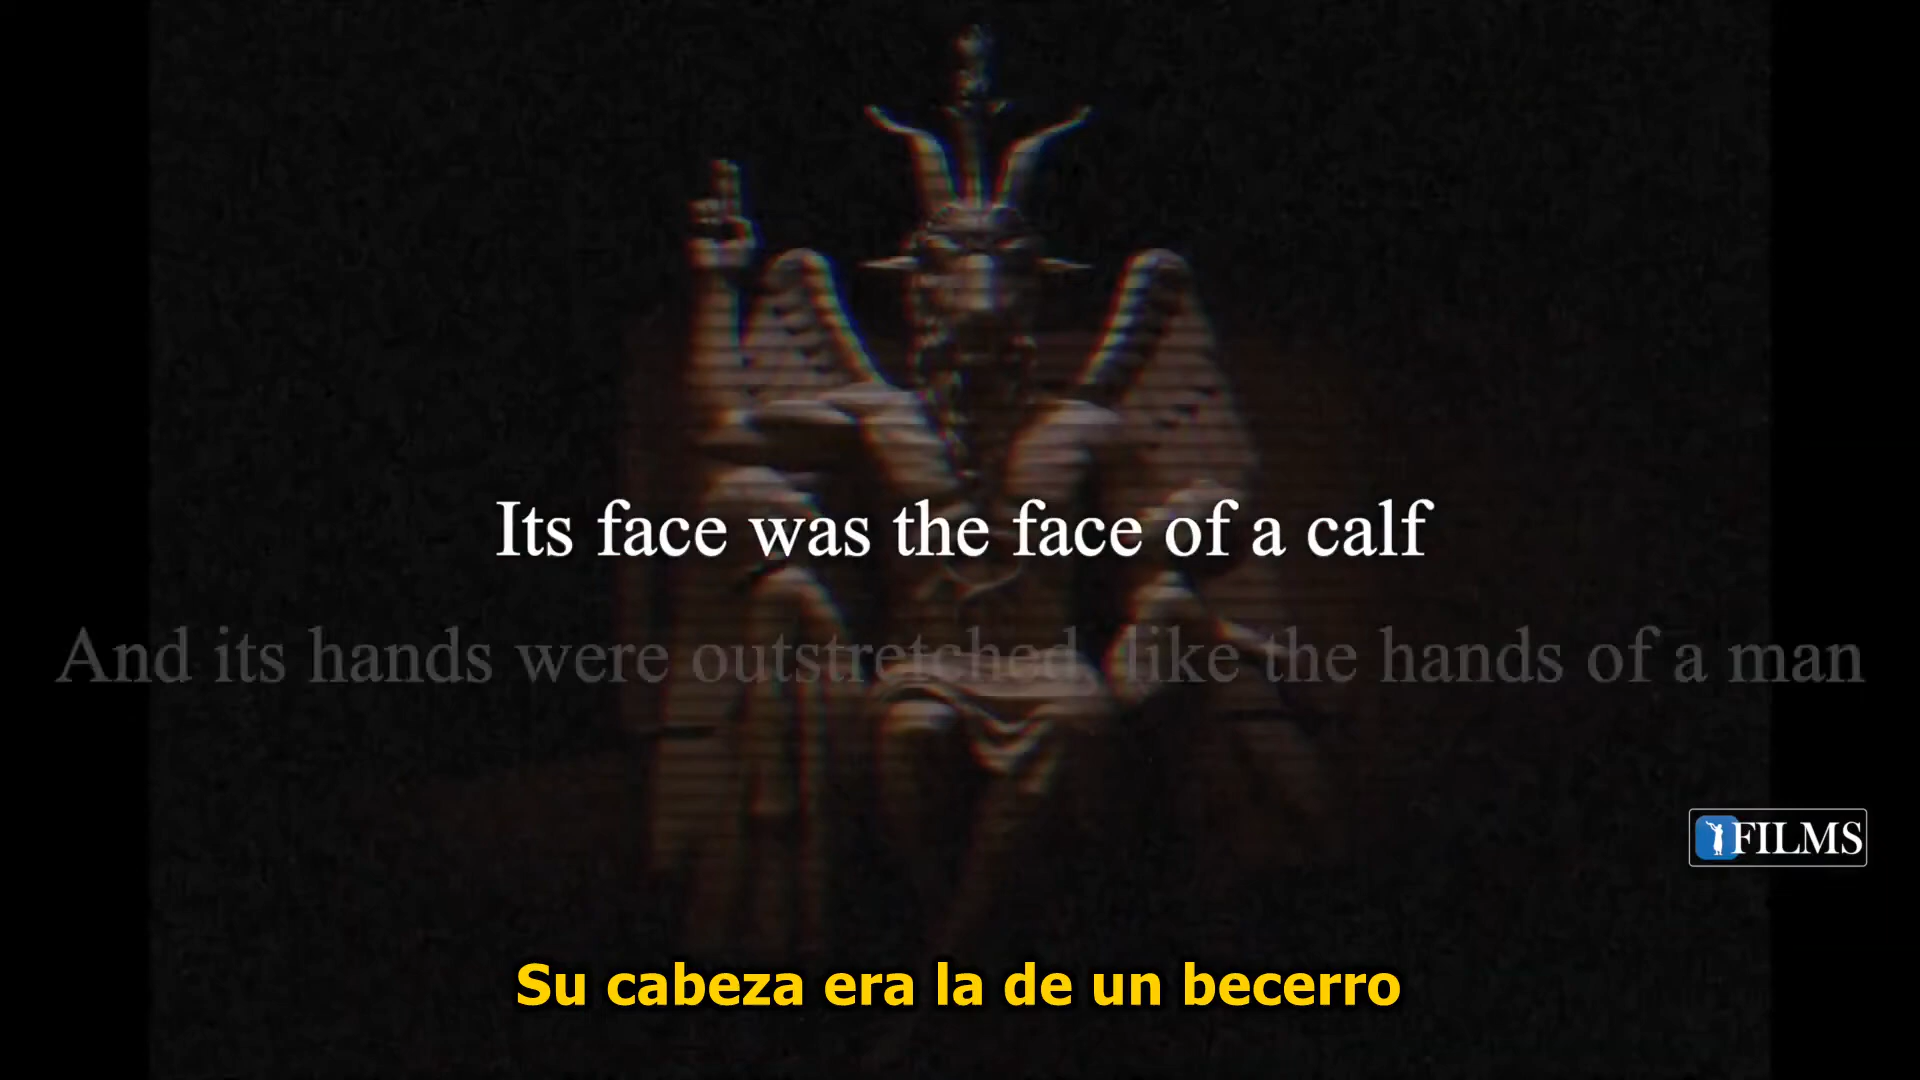 Its face was the face of a calf
And its hands were outstretched, like the hands of a man
FILMS
Su cabeza era la de un becerro